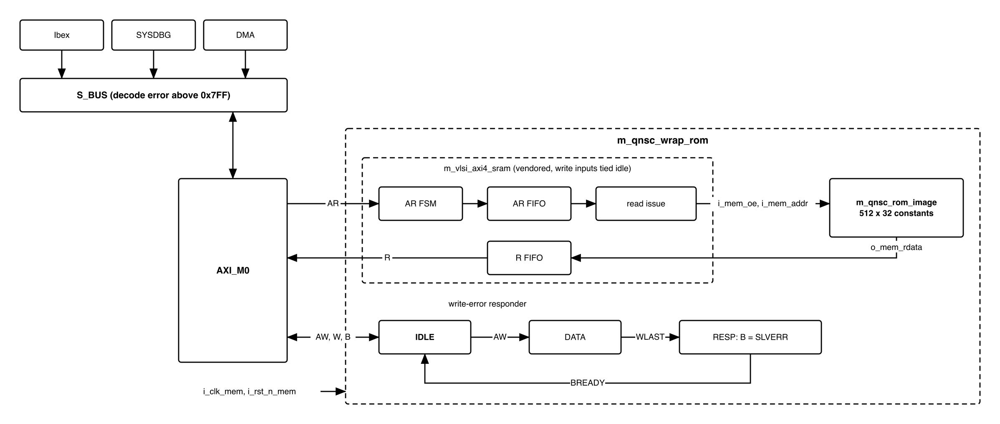 Ibex
SYSDBG
DMA
S_BUS (decode error above 0x7FF)
m_qnsc_wrap_rom
m_vlsi_axi4_sram (vendored, write inputs tied idle)
AR
AR FSM
AR FIFO
read issue
i_mem_oe, i_mem_addr
m_qnsc_rom_image
512 x 32 constants
o_mem_rdata
R
R FIFO
AXI_M0
write-error responder
AW, W, B
IDLE
AW
DATA
WLAST
RESP: B = SLVERR
BREADY
i_clk_mem, i_rst_n_mem